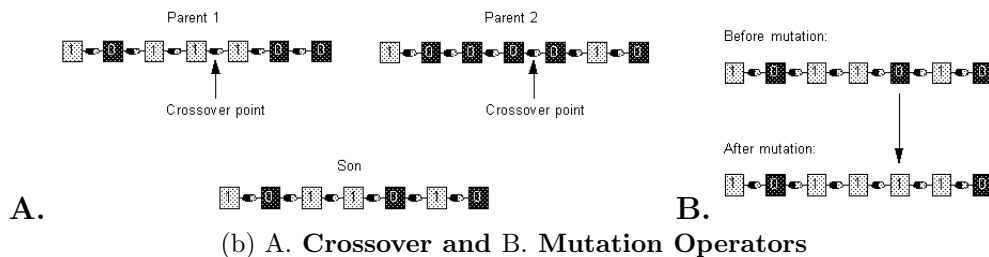 Parent 1
1 0 1 1 1 0 0
Crossover point
Parent 2
1 0 0 0 0 1 0
Crossover point
Son
1 0 1 1 0 1 0
A.
Before mutation:
1 0 1 1 0 1 0
After mutation:
1 0 1 1 1 1 0
B.
(b) A. Crossover and B. Mutation Operators